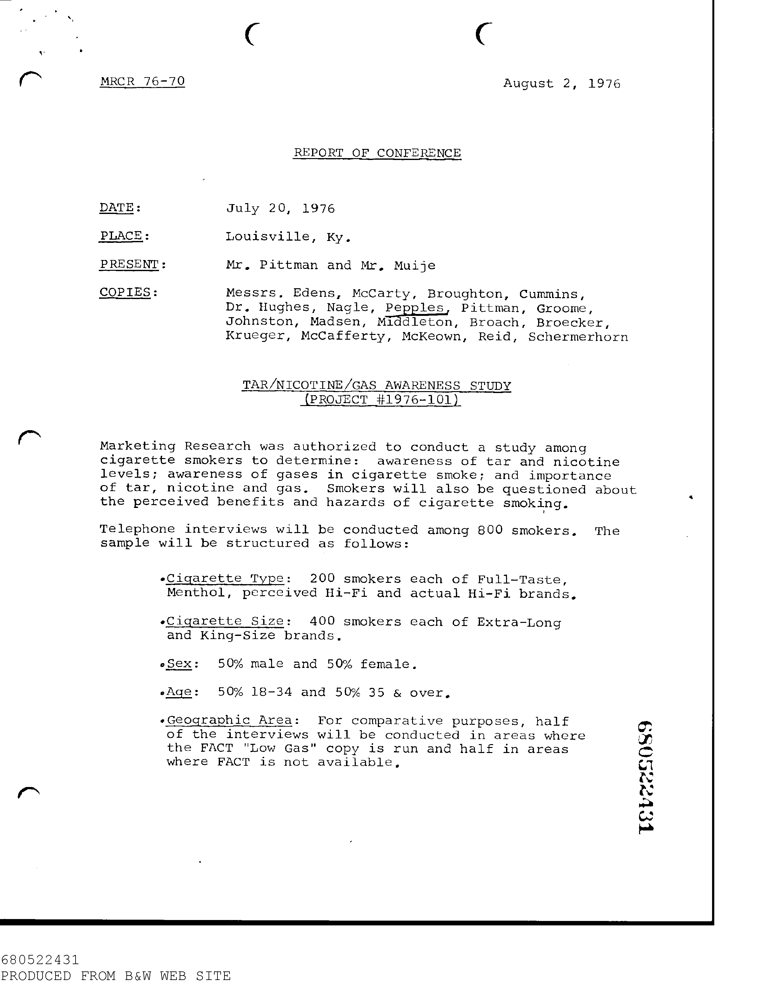 MRCR 76-70
August 2, 1976
REPORT OF CONFERENCE
DATE: July 20, 1976
PLACE: Louisville, Ky.
PRESENT: Mr. Pittman and Mr. Muije
COPIES: Messrs. Edens, McCarty, Broughton, Cummins,
Dr. Hughes, Nagle, Pepples, Pittman, Groome,
Johnston, Madsen, Middleton, Broach, Broecker,
Krueger, McCafferty, McKeown, Reid, Schermerhorn
TAR/NICOTINE/GAS AWARENESS STUDY
(PROJECT #1976-101)
Marketing Research was authorized to conduct a study among
cigarette smokers to determine: awareness of tar and nicotine
levels; awareness of gases in cigarette smoke; and importance
of tar, nicotine and gas. Smokers will also be questioned about
the perceived benefits and hazards of cigarette smoking.
Telephone interviews will be conducted among 800 smokers. The
sample will be structured as follows:
•Cigarette Type: 200 smokers each of Full-Taste,
Menthol, perceived Hi-Fi and actual Hi-Fi brands.
•Cigarette Size: 400 smokers each of Extra-Long
and King-Size brands.
•Sex: 50% male and 50% female.
•Age: 50% 18-34 and 50% 35 & over.
•Geographic Area: For comparative purposes, half
of the interviews will be conducted in areas where
the FACT "Low Gas" copy is run and half in areas
where FACT is not available.
680522431
680522431
PRODUCED FROM B&W WEB SITE